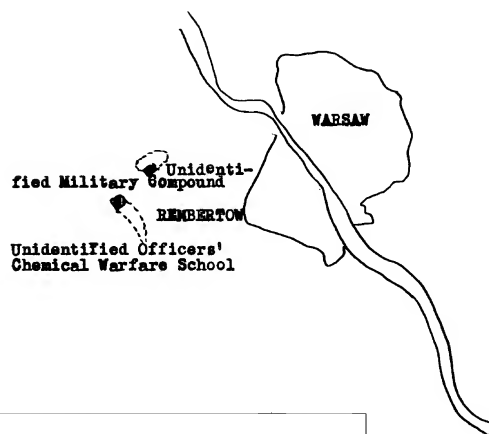 WARSAW
Unidenti-
fied Military Compound
REMBERTOW
Unidentified Officers'
Chemical Warfare School